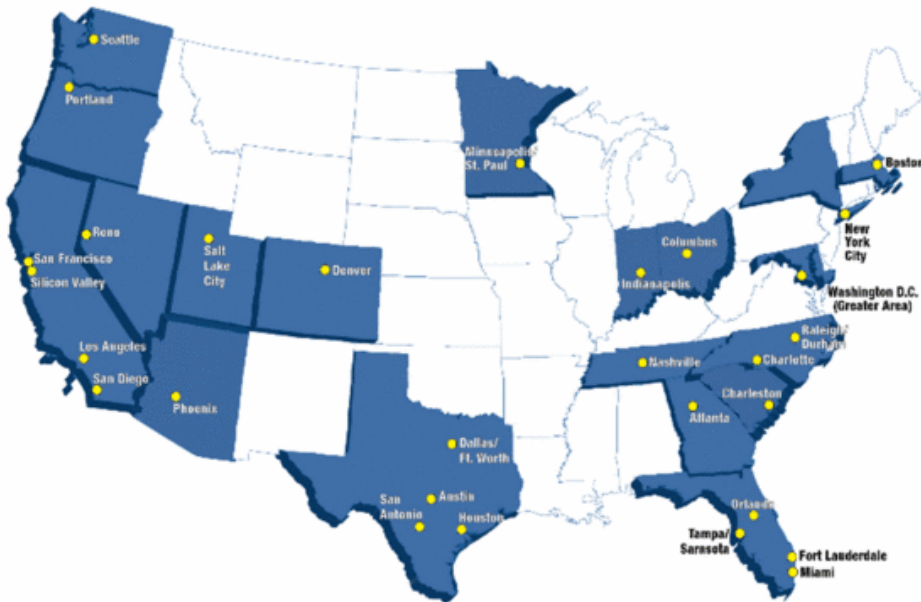 Seattle
Portland
Minneapolis/
St. Paul
Boston
New
York
City
Reno
Salt
Lake
City
San Francisco
Silicon Valley
Denver
Columbus
Indianapolis
Washington D.C.
(Greater Area)
Raleigh/
Durham
Los Angeles
San Diego
Phoenix
Nashville
Charlotte
Charleston
Atlanta
Dallas/
Ft. Worth
Austin
San
Antonio
Houston
Orlando
Tampa/
Sarasota
Fort Lauderdale
Miami